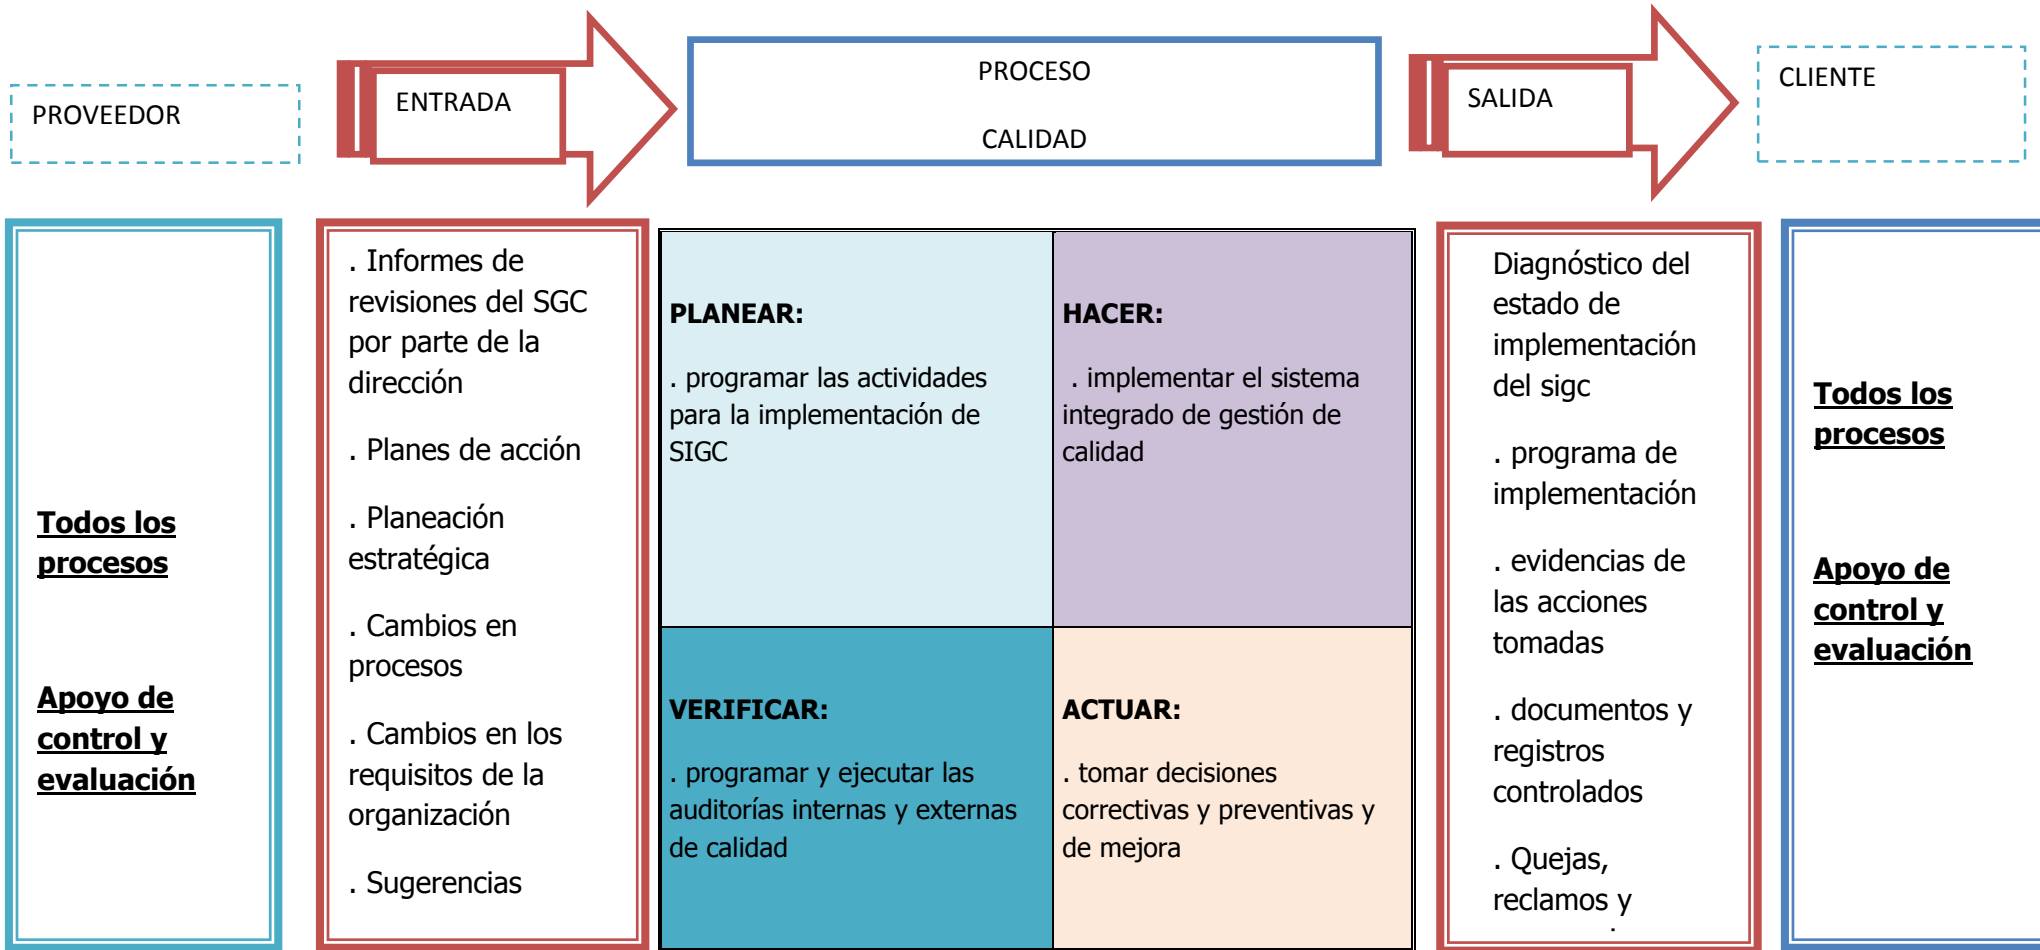 PROVEEDOR
ENTRADA
PROCESO
CALIDAD
SALIDA
CLIENTE
Todos los
procesos
Apoyo de
control y
evaluación
. Informes de
revisiones del SGC
por parte de la
dirección
. Planes de acción
. Planeación
estratégica
. Cambios en
procesos
. Cambios en los
requisitos de la
organización
. Sugerencias
PLANEAR:
. programar las actividades
para la implementación de
SIGC
HACER:
. implementar el sistema
integrado de gestión de
calidad
VERIFICAR:
. programar y ejecutar las
auditorías internas y externas
de calidad
ACTUAR:
. tomar decisiones
correctivas y preventivas y
de mejora
Diagnóstico del
estado de
implementación
del sigc
. programa de
implementación
. evidencias de
las acciones
tomadas
. documentos y
registros
controlados
. Quejas,
reclamos y
Todos los
procesos
Apoyo de
control y
evaluación